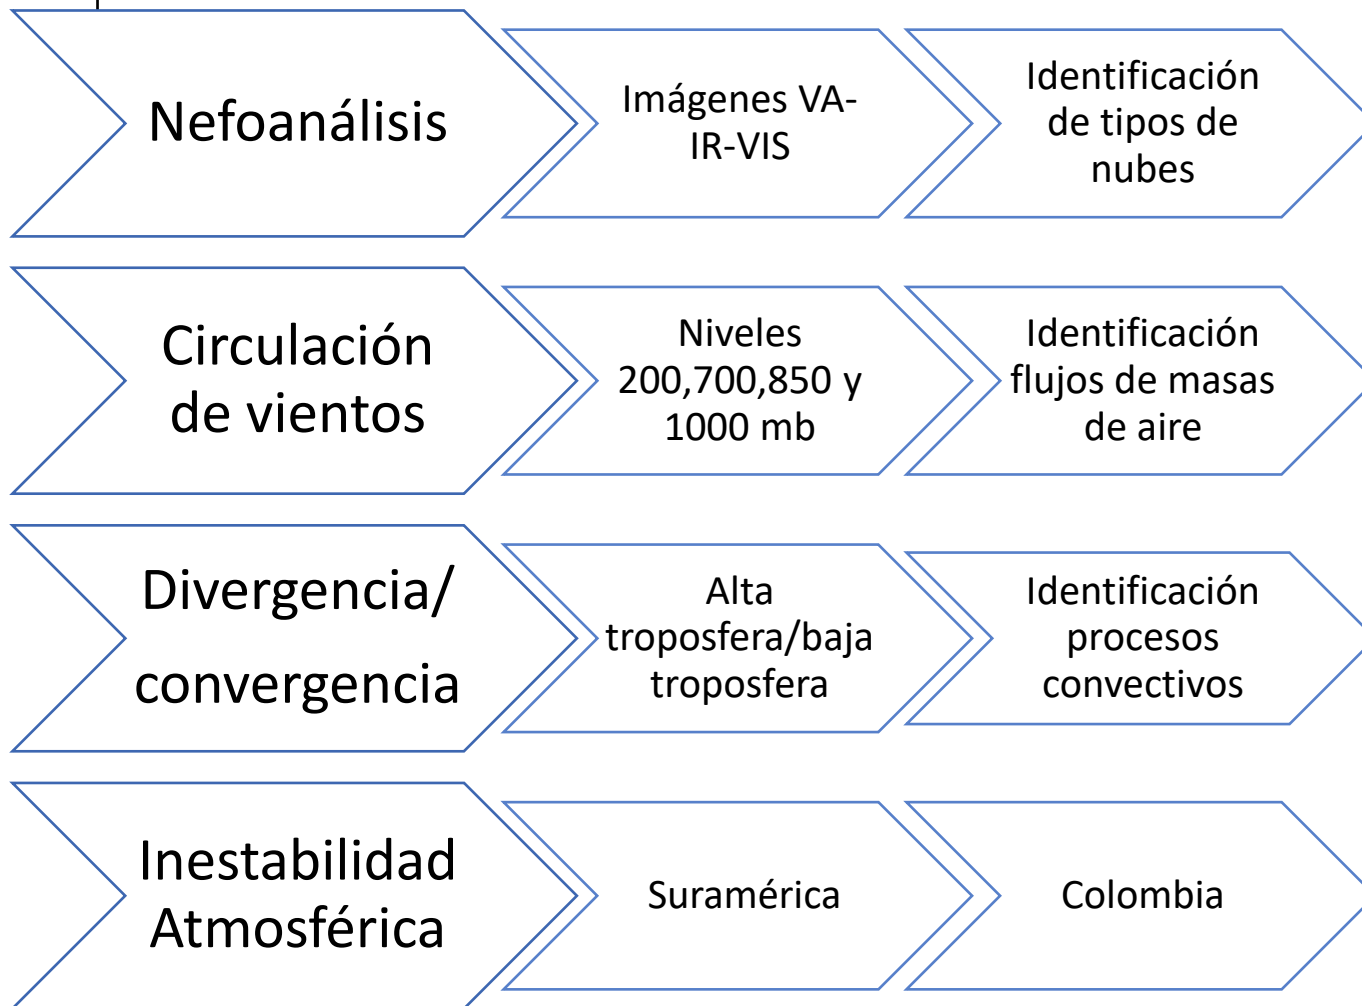 Nefoanálisis
Imágenes VA-
IR-VIS
Identificación
de tipos de
nubes
Circulación
de vientos
Niveles
200,700,850 y
1000 mb
Identificación
flujos de masas
de aire
Divergencia/
convergencia
Alta
troposfera/baja
troposfera
Identificación
procesos
convectivos
Inestabilidad
Atmosférica
Suramérica
Colombia